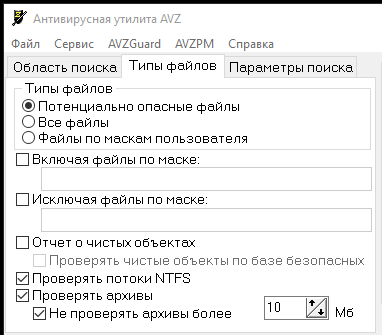 Антивирусная утилита AVZ
Файл Сервис AVZGuard AVZPM Справка
Область поиска Типы файлов Параметры поиска
Типы файлов
Потенциально опасные файлы
Все файлы
Файлы по маскам пользователя
Включая файлы по маске:
Исключая файлы по маске:
Отчет о чистых объектах
Проверять чистые объекты по базе безопасных
Проверять потоки NTFS
Проверять архивы
Не проверять архивы более 10 Мб